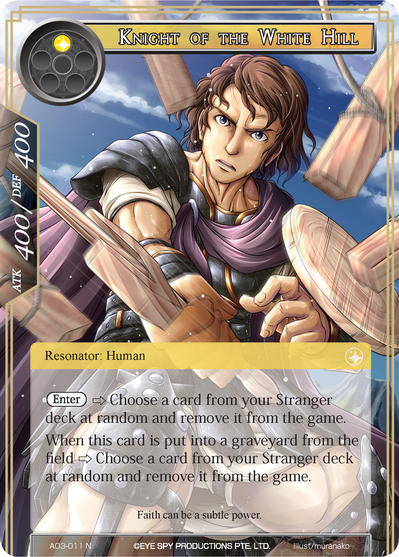 Knight of the White Hill
ATK 400 / DEF 400
Resonator: Human
Enter ⇨ Choose a card from your Stranger
deck at random and remove it from the game.
When this card is put into a graveyard from the
field ⇨ Choose a card from your Stranger deck
at random and remove it from the game.
Faith can be a subtle power.
A03-011 N
©EYE SPY PRODUCTIONS PTE. LTD.
Illust/muranako